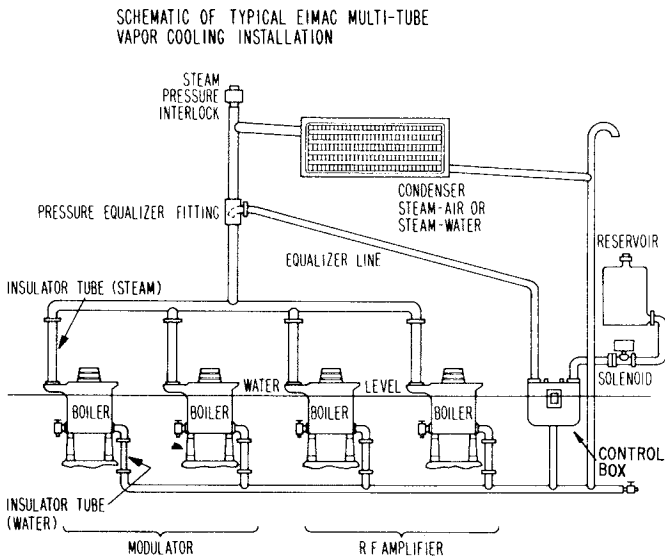 SCHEMATIC OF TYPICAL EIMAC MULTI-TUBE
VAPOR COOLING INSTALLATION
STEAM
PRESSURE
INTERLOCK
CONDENSER
STEAM-AIR OR
STEAM-WATER
PRESSURE EQUALIZER FITTING
EQUALIZER LINE
RESERVOIR
INSULATOR TUBE (STEAM)
SOLENOID
WATER LEVEL
BOILER
BOILER
BOILER
BOILER
CONTROL
BOX
INSULATOR TUBE
(WATER)
MODULATOR
R F AMPLIFIER